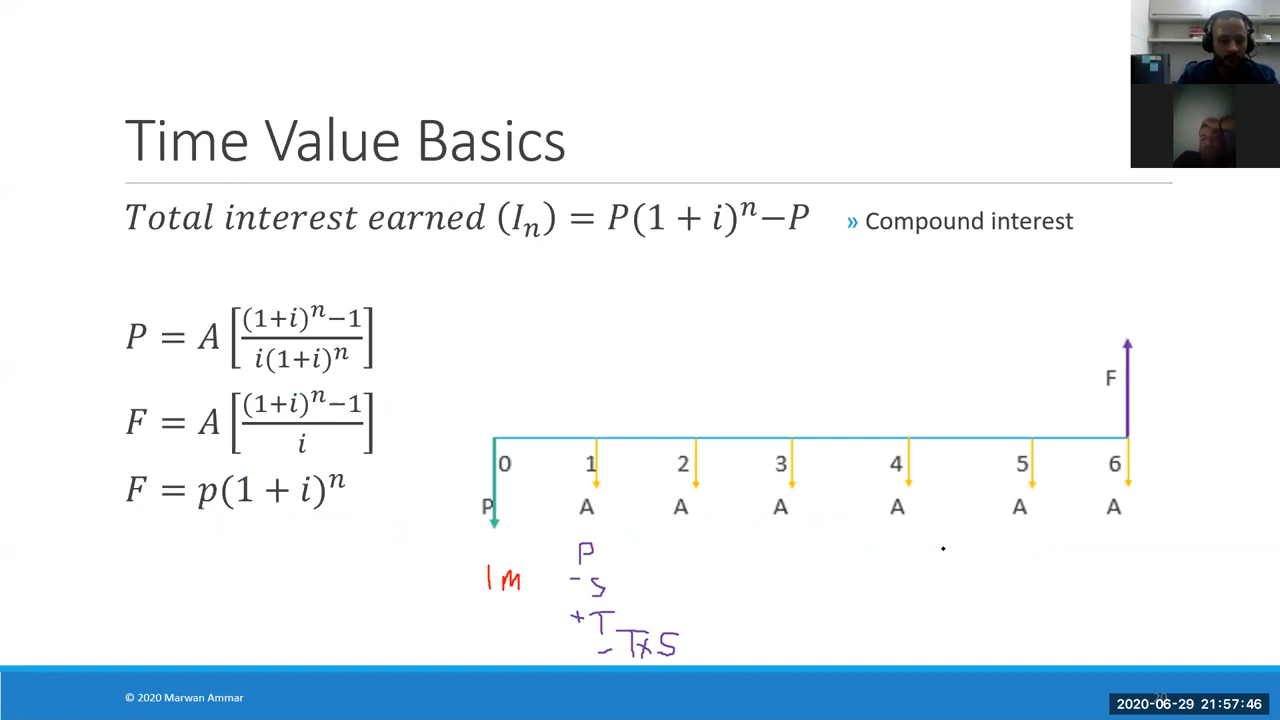 Time Value Basics
Total interest earned (Iₙ) = P(1 + i)ⁿ−P
» Compound interest
P = A [((1+i)ⁿ−1)/(i(1+i)ⁿ)]
F = A [((1+i)ⁿ−1)/i]
F = p(1 + i)ⁿ
F
0 1 2 3 4 5 6
P A A A A A A
1 M
P
- S
+ T
- TxS
© 2020 Marwan Ammar
2020-06-29 21:57:46